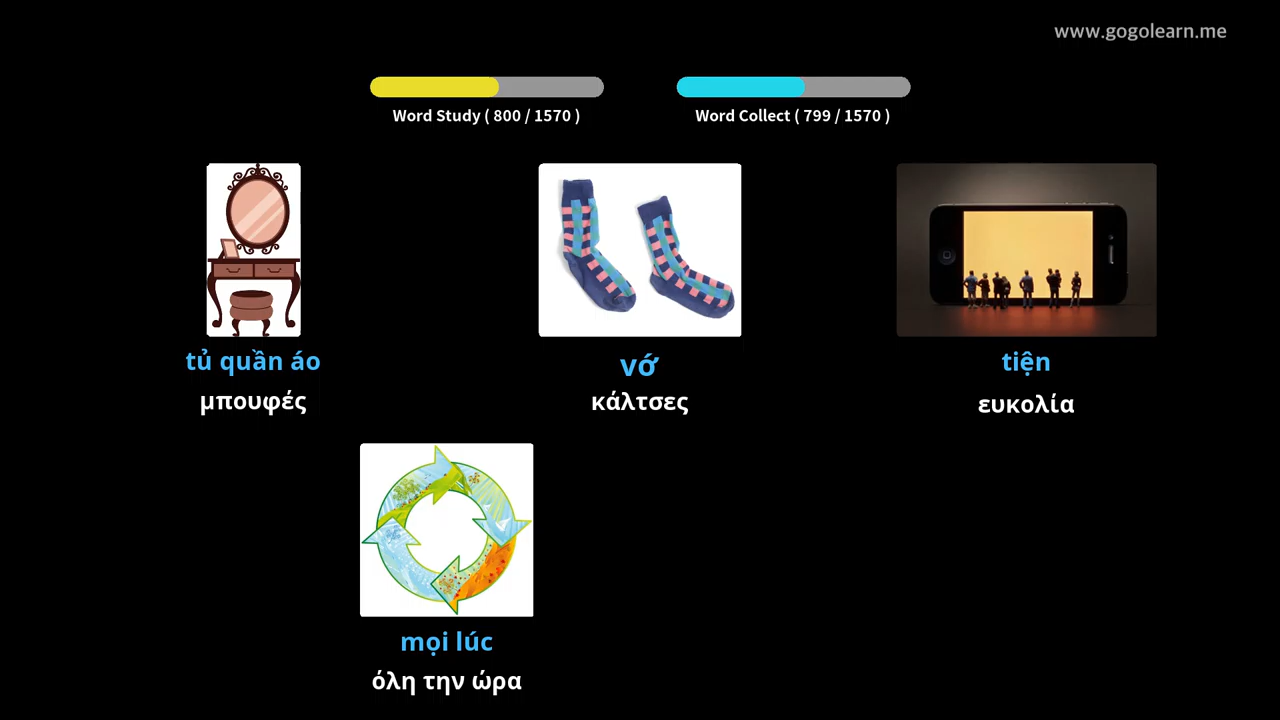 www.gogolearn.me
Word Study ( 800 / 1570 )
Word Collect ( 799 / 1570 )
tủ quần áo
μπουφές
vớ
κάλτσες
tiện
ευκολία
mọi lúc
όλη την ώρα